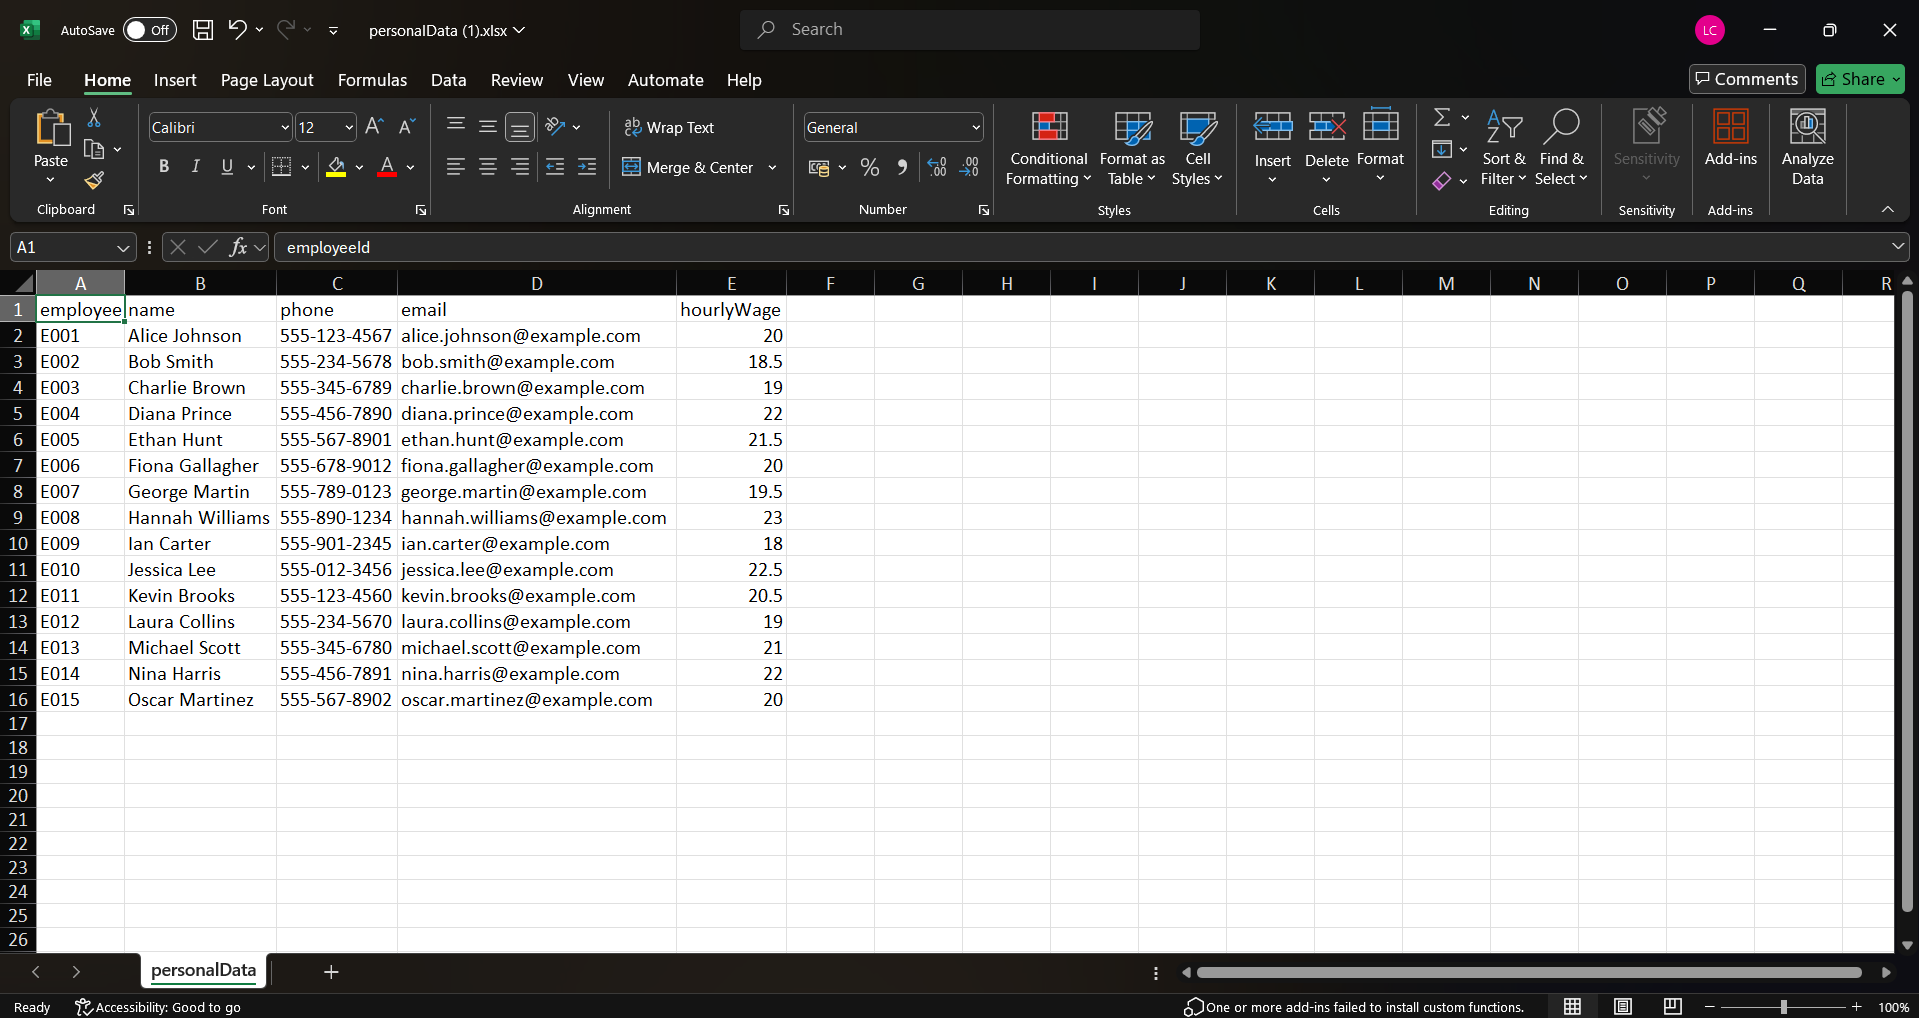 AutoSave Off personalData (1).xlsx Search LC
File Home Insert Page Layout Formulas Data Review View Automate Help Comments Share
Paste
Clipboard
Calibri 12
B I U A
Font
Wrap Text
Merge & Center
Alignment
General
Number
Conditional Formatting
Format as Table
Cell Styles
Styles
Insert Delete Format
Cells
Sort & Filter
Find & Select
Editing
Sensitivity
Sensitivity
Add-ins
Add-ins
Analyze Data
A1 fx employeeId
A B C D E F G H I J K L M N O P Q R
1 employee name phone email hourlyWage
2 E001 Alice Johnson 555-123-4567 alice.johnson@example.com 20
3 E002 Bob Smith 555-234-5678 bob.smith@example.com 18.5
4 E003 Charlie Brown 555-345-6789 charlie.brown@example.com 19
5 E004 Diana Prince 555-456-7890 diana.prince@example.com 22
6 E005 Ethan Hunt 555-567-8901 ethan.hunt@example.com 21.5
7 E006 Fiona Gallagher 555-678-9012 fiona.gallagher@example.com 20
8 E007 George Martin 555-789-0123 george.martin@example.com 19.5
9 E008 Hannah Williams 555-890-1234 hannah.williams@example.com 23
10 E009 Ian Carter 555-901-2345 ian.carter@example.com 18
11 E010 Jessica Lee 555-012-3456 jessica.lee@example.com 22.5
12 E011 Kevin Brooks 555-123-4560 kevin.brooks@example.com 20.5
13 E012 Laura Collins 555-234-5670 laura.collins@example.com 19
14 E013 Michael Scott 555-345-6780 michael.scott@example.com 21
15 E014 Nina Harris 555-456-7891 nina.harris@example.com 22
16 E015 Oscar Martinez 555-567-8902 oscar.martinez@example.com 20
17
18
19
20
21
22
23
24
25
26
personalData
Ready Accessibility: Good to go One or more add-ins failed to install custom functions. 100%